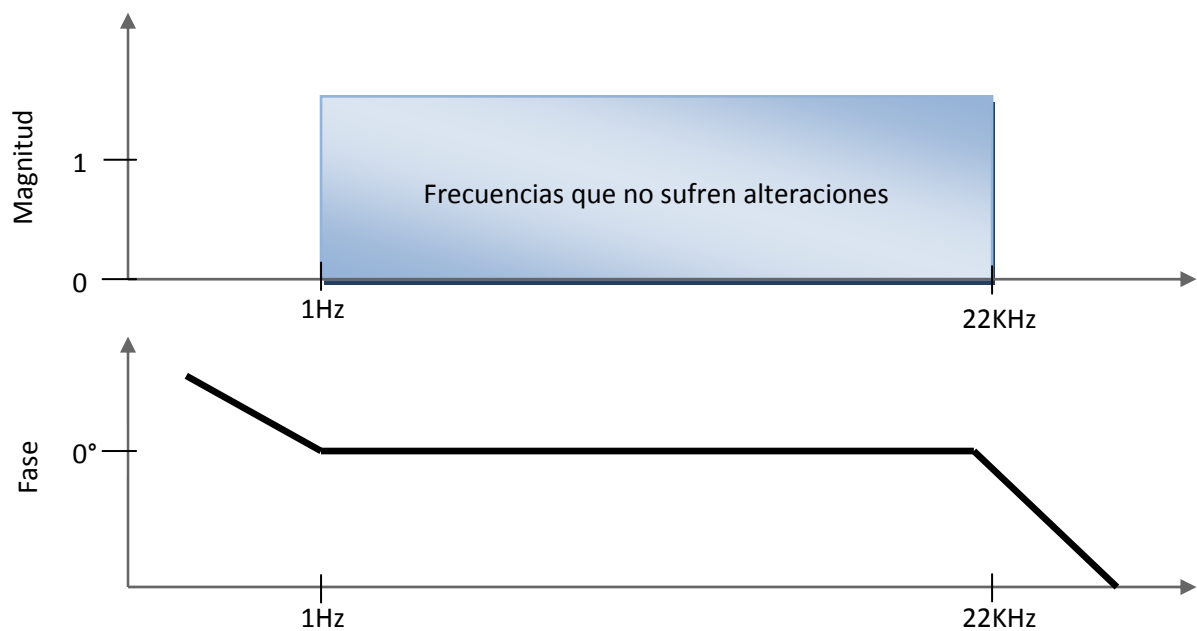 Magnitud
1
Frecuencias que no sufren alteraciones
0
1Hz
22KHz
Fase
0°
1Hz
22KHz